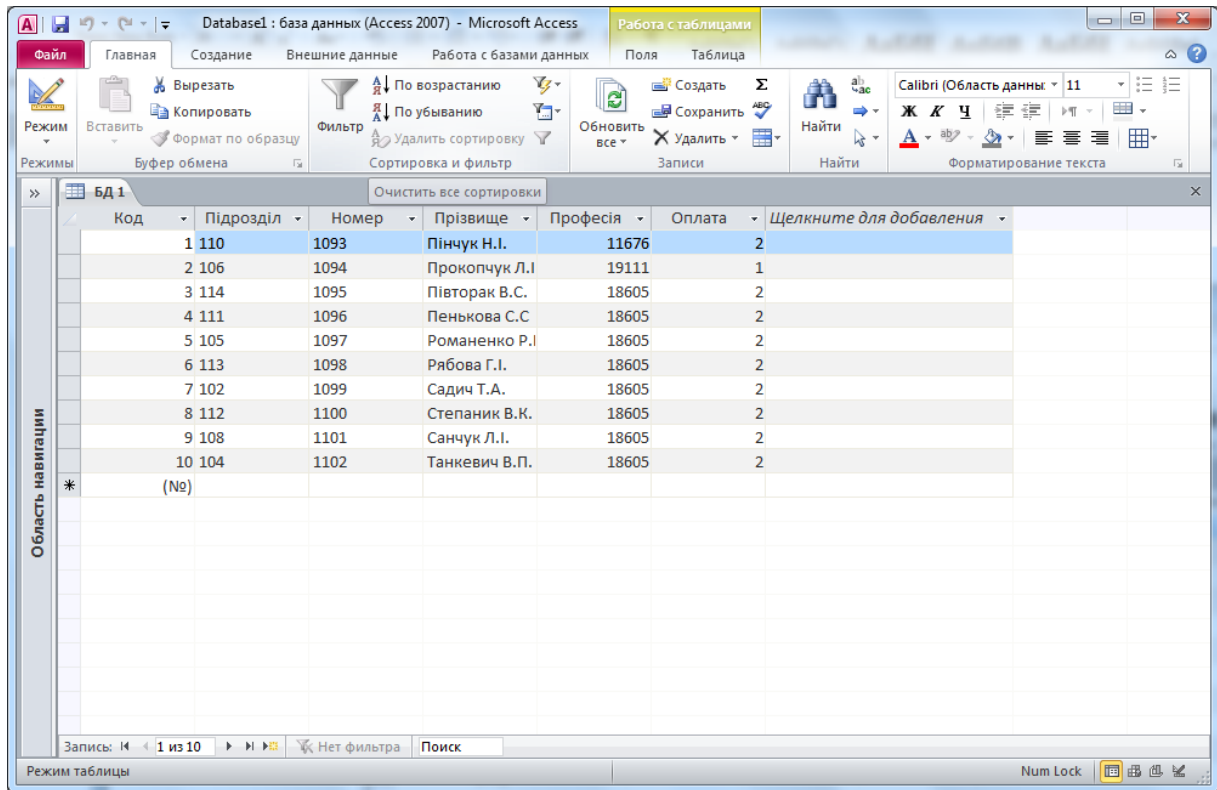 Database1 : база данных (Access 2007) - Microsoft Access
Работа с таблицами
Файл Главная Создание Внешние данные Работа с базами данных Поля Таблица
Режим
Режимы
Вставить
Вырезать
Копировать
Формат по образцу
Буфер обмена
Фильтр
По возрастанию
По убыванию
Удалить сортировку
Сортировка и фильтр
Обновить все
Создать
Сохранить
Удалить
Записи
Найти
Найти
Calibri (Область данных 11
Ж К Ч
Форматирование текста
Очистить все сортировки
БД 1
Код Підрозділ Номер Прізвище Професія Оплата Щелкните для добавления
1 110 1093 Пінчук Н.І. 11676 2
2 106 1094 Прокопчук Л.І 19111 1
3 114 1095 Півторак В.С. 18605 2
4 111 1096 Пенькова С.С 18605 2
5 105 1097 Романенко Р. 18605 2
6 113 1098 Рябова Г.І. 18605 2
7 102 1099 Садич Т.А. 18605 2
8 112 1100 Степаник В.К. 18605 2
9 108 1101 Санчук Л.І. 18605 2
10 104 1102 Танкевич В.П. 18605 2
(№)
Область навигации
Запись: 1 из 10 Нет фильтра Поиск
Режим таблицы
Num Lock